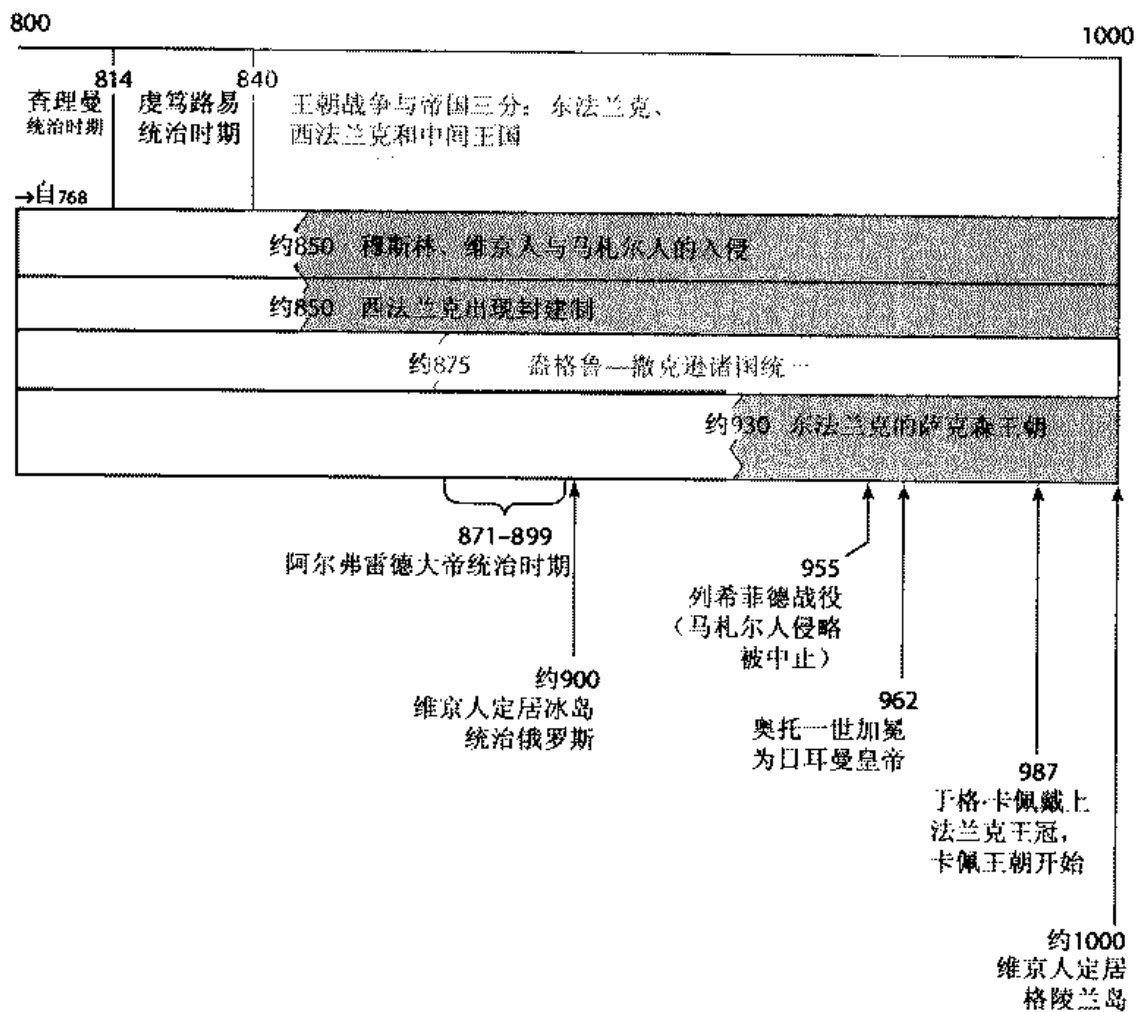 800
1000
814
840
查理曼
统治时期
虔笃路易
统治时期
王朝战争与帝国三分：东法兰克、
西法兰克和中间王国
→自768
约850 穆斯林、维京人与马札尔人的入侵
约850 西法兰克出现封建制
约875 盎格鲁—撒克逊诸国统一
约930 东法兰克的萨克森王朝
871–899
阿尔弗雷德大帝统治时期
约900
维京人定居冰岛
统治俄罗斯
955
列希菲德战役
（马札尔人侵略
被中止）
962
奥托一世加冕
为日耳曼皇帝
987
于格·卡佩戴上
法兰克王冠，
卡佩王朝开始
约1000
维京人定居
格陵兰岛